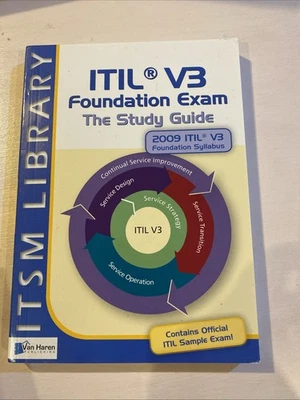 ITSM LIBRARY
ITIL® V3
Foundation Exam
The Study Guide
2009 ITIL® V3
Foundation Syllabus
Continual Service Improvement
Service Design
Service Strategy
Service Transition
ITIL V3
Service Operation
Contains Official
ITIL Sample Exam!
Van Haren
PUBLISHING